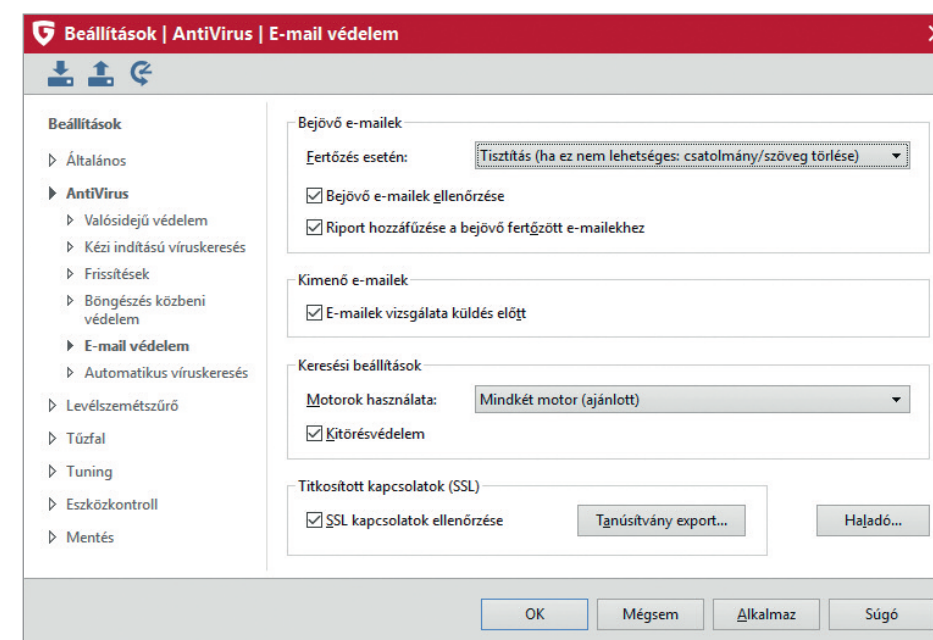 Beállítások | AntiVirus | E-mail védelem
Beállítások
Általános
AntiVirus
Valósidejű védelem
Kézi indítású víruskeresés
Frissítések
Böngészés közbeni
védelem
E-mail védelem
Automatikus víruskeresés
Levélszemétszűrő
Tűzfal
Tuning
Eszközkontroll
Mentés
Bejövő e-mailek
Fertőzés esetén: Tisztítás (ha ez nem lehetséges: csatolmány/szöveg törlése)
Bejövő e-mailek ellenőrzése
Riport hozzáfűzése a bejövő fertőzött e-mailekhez
Kimenő e-mailek
E-mailek vizsgálata küldés előtt
Keresési beállítások
Motorok használata: Mindkét motor (ajánlott)
Kitörésvédelem
Titkosított kapcsolatok (SSL)
SSL kapcsolatok ellenőrzése Tanúsítvány export... Haladó...
OK Mégsem Alkalmaz Súgó